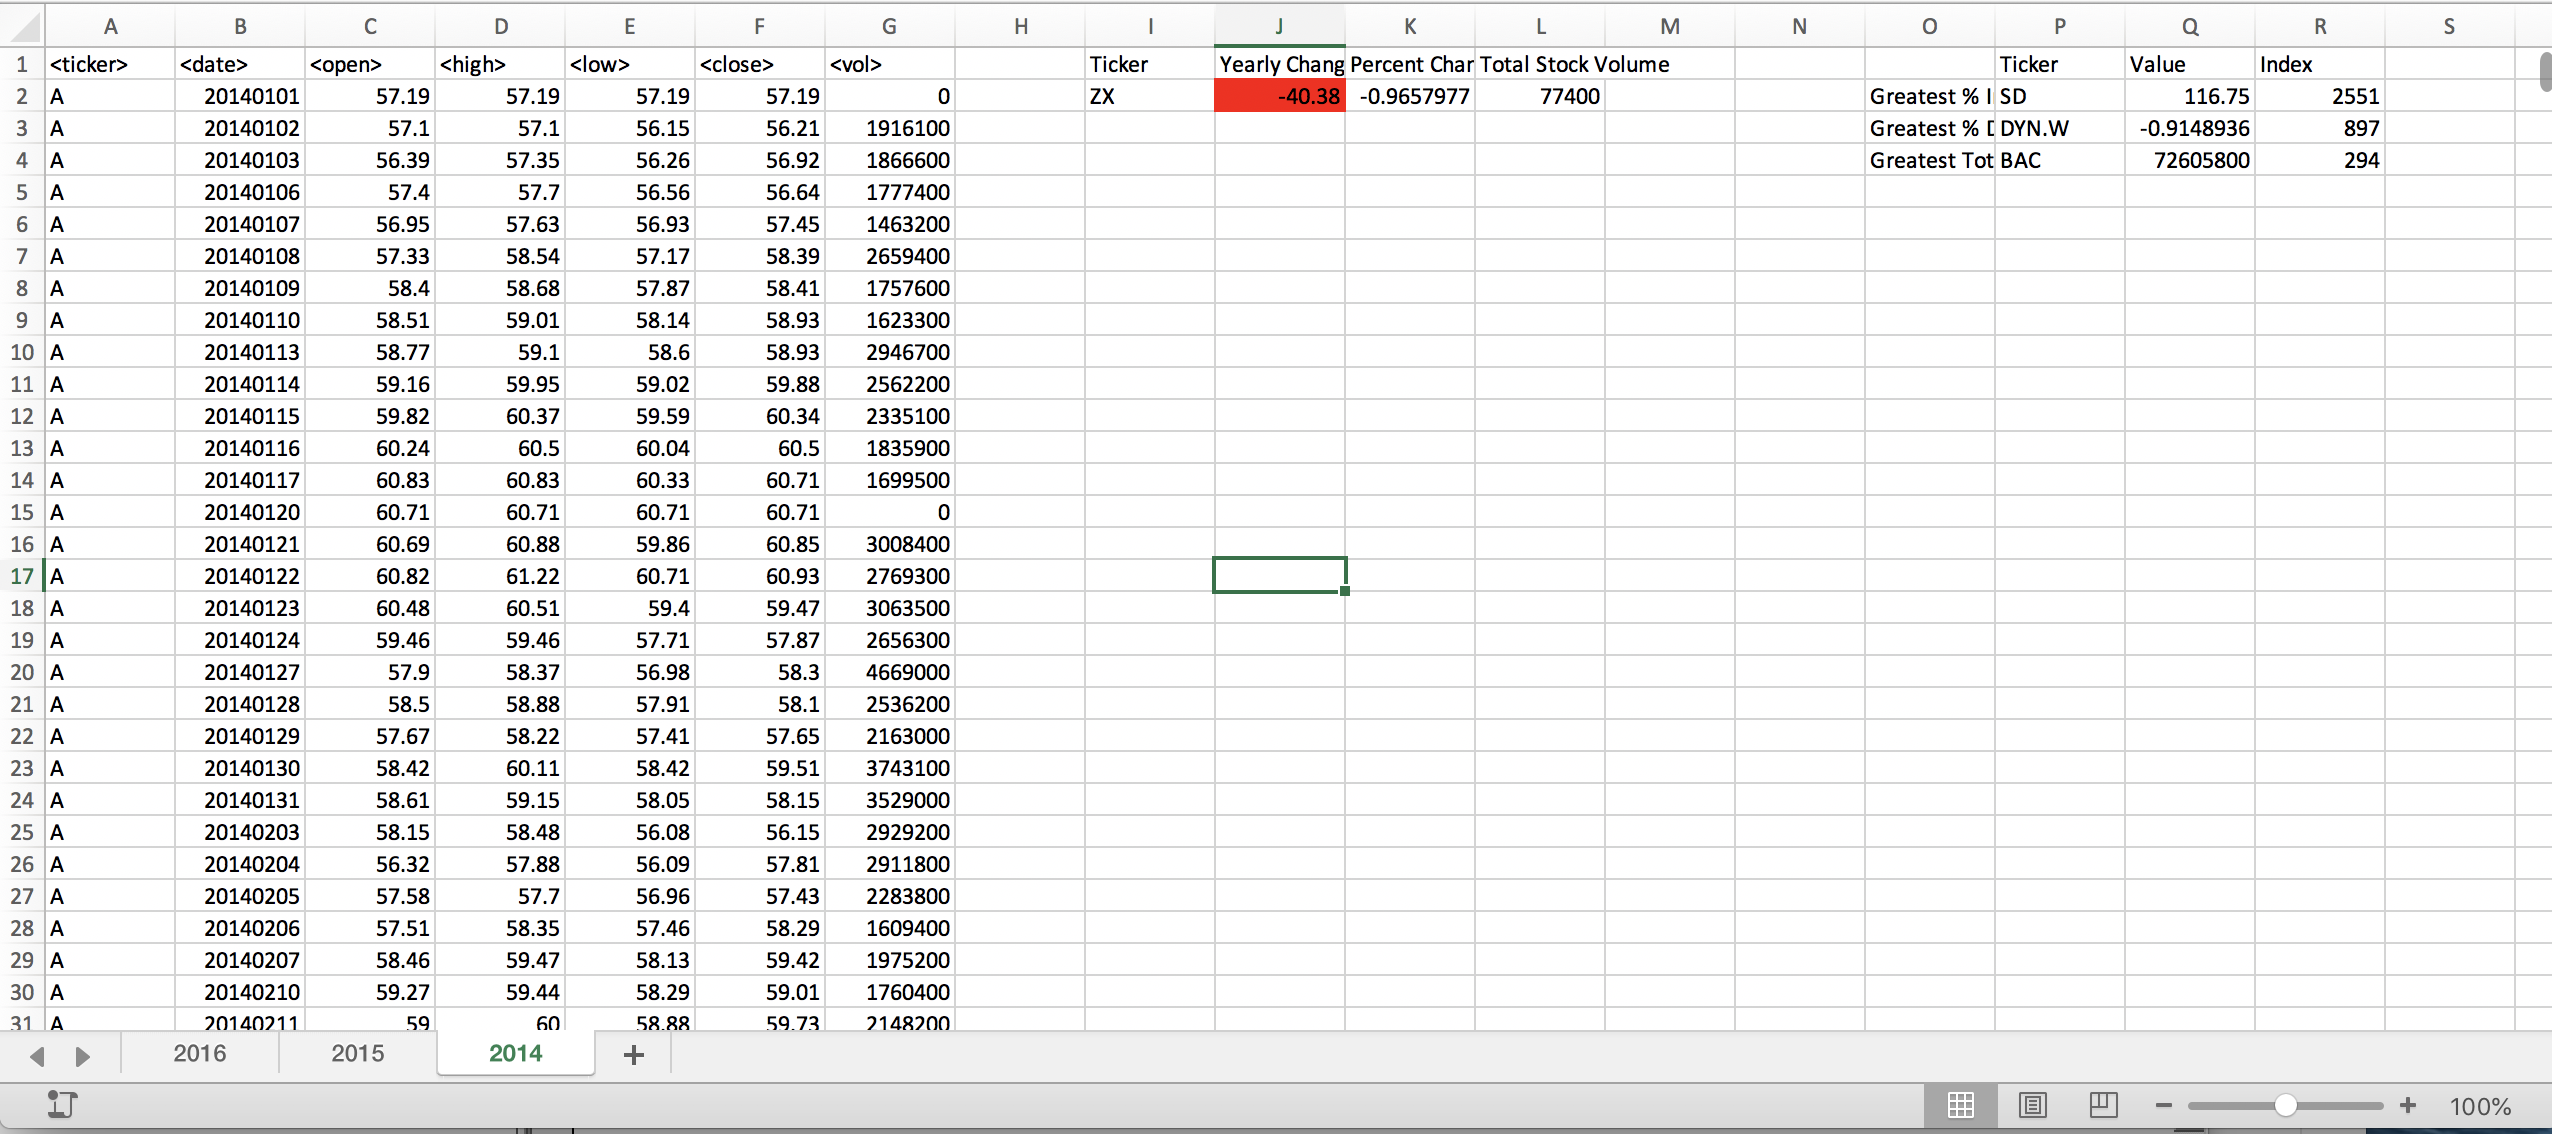 A B C D E F G H I J K L M N O P Q R S
1 <ticker> <date> <open> <high> <low> <close> <vol> Ticker Yearly Chang Percent Char Total Stock Volume Ticker Value Index
2 A 20140101 57.19 57.19 57.19 57.19 0 ZX -40.38 -0.9657977 77400 Greatest % I SD 116.75 2551
3 A 20140102 57.1 57.1 56.15 56.21 1916100 Greatest % D DYN.W -0.9148936 897
4 A 20140103 56.39 57.35 56.26 56.92 1866600 Greatest Tot BAC 72605800 294
5 A 20140106 57.4 57.7 56.56 56.64 1777400
6 A 20140107 56.95 57.63 56.93 57.45 1463200
7 A 20140108 57.33 58.54 57.17 58.39 2659400
8 A 20140109 58.4 58.68 57.87 58.41 1757600
9 A 20140110 58.51 59.01 58.14 58.93 1623300
10 A 20140113 58.77 59.1 58.6 58.93 2946700
11 A 20140114 59.16 59.95 59.02 59.88 2562200
12 A 20140115 59.82 60.37 59.59 60.34 2335100
13 A 20140116 60.24 60.5 60.04 60.5 1835900
14 A 20140117 60.83 60.83 60.33 60.71 1699500
15 A 20140120 60.71 60.71 60.71 60.71 0
16 A 20140121 60.69 60.88 59.86 60.85 3008400
17 A 20140122 60.82 61.22 60.71 60.93 2769300
18 A 20140123 60.48 60.51 59.4 59.47 3063500
19 A 20140124 59.46 59.46 57.71 57.87 2656300
20 A 20140127 57.9 58.37 56.98 58.3 4669000
21 A 20140128 58.5 58.88 57.91 58.1 2536200
22 A 20140129 57.67 58.22 57.41 57.65 2163000
23 A 20140130 58.42 60.11 58.42 59.51 3743100
24 A 20140131 58.61 59.15 58.05 58.15 3529000
25 A 20140203 58.15 58.48 56.08 56.15 2929200
26 A 20140204 56.32 57.88 56.09 57.81 2911800
27 A 20140205 57.58 57.7 56.96 57.43 2283800
28 A 20140206 57.51 58.35 57.46 58.29 1609400
29 A 20140207 58.46 59.47 58.13 59.42 1975200
30 A 20140210 59.27 59.44 58.29 59.01 1760400
31 A 20140211 59 60 58.88 59.73 2148200
2016 2015 2014 +
100%